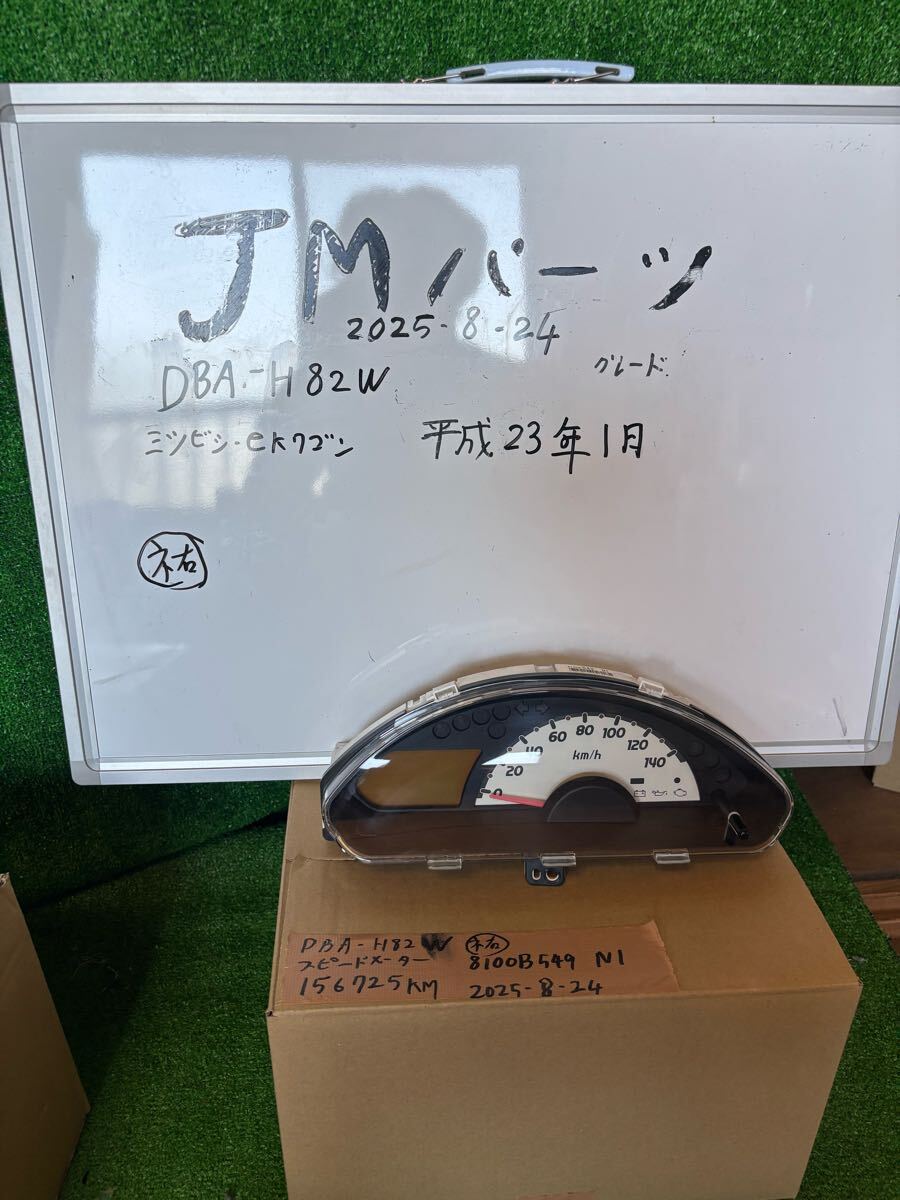 JMパーツ
2025-8-24
DBA-H82W
グレード
ミツビシ・eKワゴン 平成23年1月
祐
0 20 40 60 80 100 120 140
km/h
DBA-H82W 祐
スピードメーター 8100B549 N1
156725KM 2025-8-24